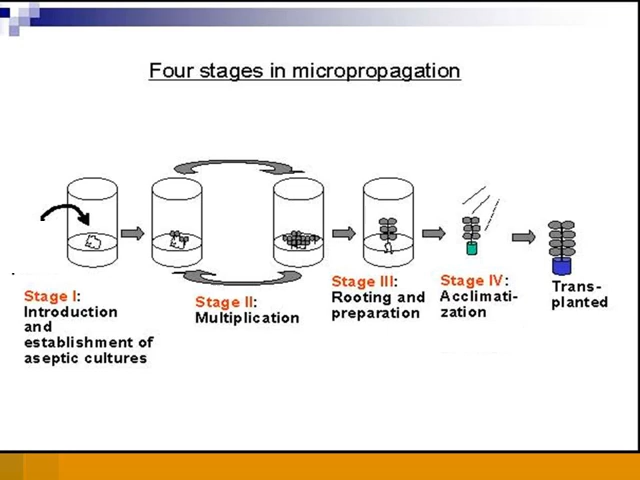 Four stages in micropropagation
Stage I:
Introduction
and
establishment of
aseptic cultures
Stage II:
Multiplication
Stage III:
Rooting and
preparation
Stage IV:
Acclimati-
zation
Trans-
planted